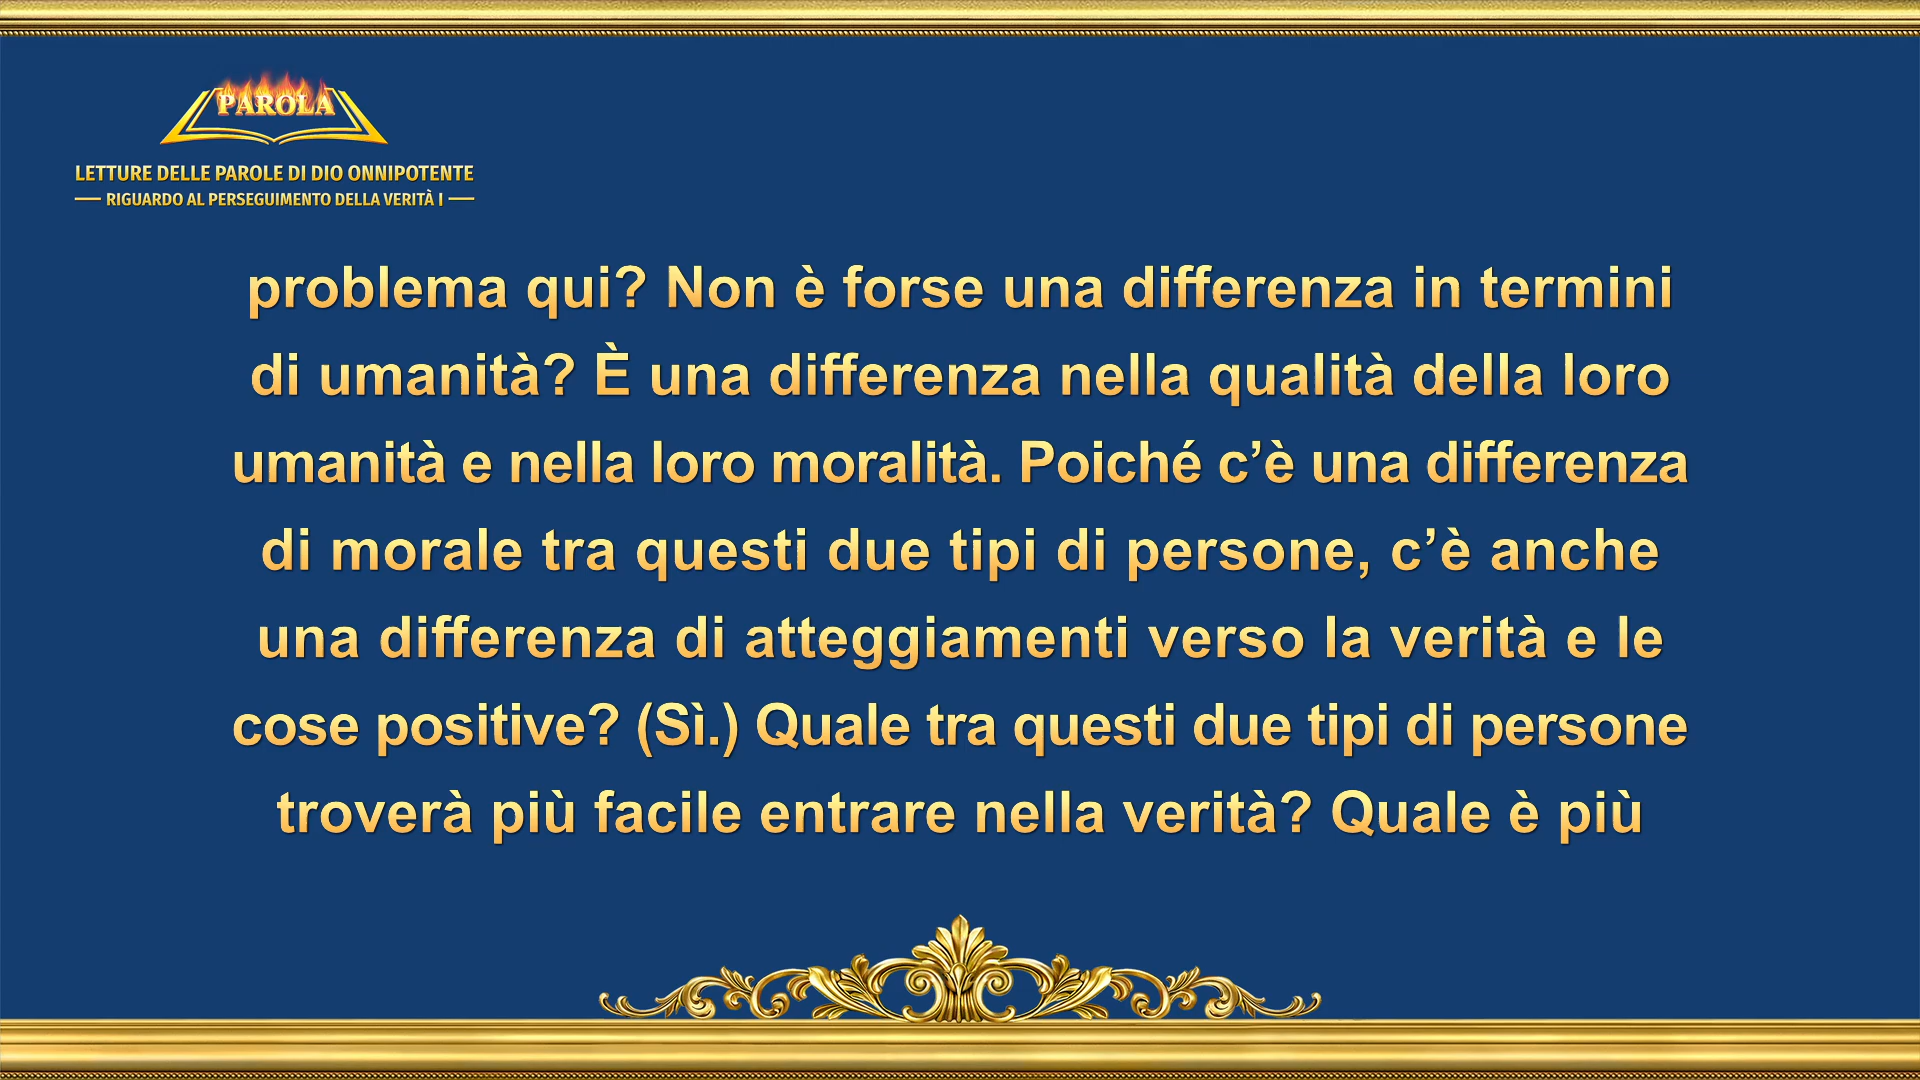 PAROLA
LETTURE DELLE PAROLE DI DIO ONNIPOTENTE
RIGUARDO AL PERSEGUIMENTO DELLA VERITÀ I
problema qui? Non è forse una differenza in termini
di umanità? È una differenza nella qualità della loro
umanità e nella loro moralità. Poiché c’è una differenza
di morale tra questi due tipi di persone, c’è anche
una differenza di atteggiamenti verso la verità e le
cose positive? (Sì.) Quale tra questi due tipi di persone
troverà più facile entrare nella verità? Quale è più